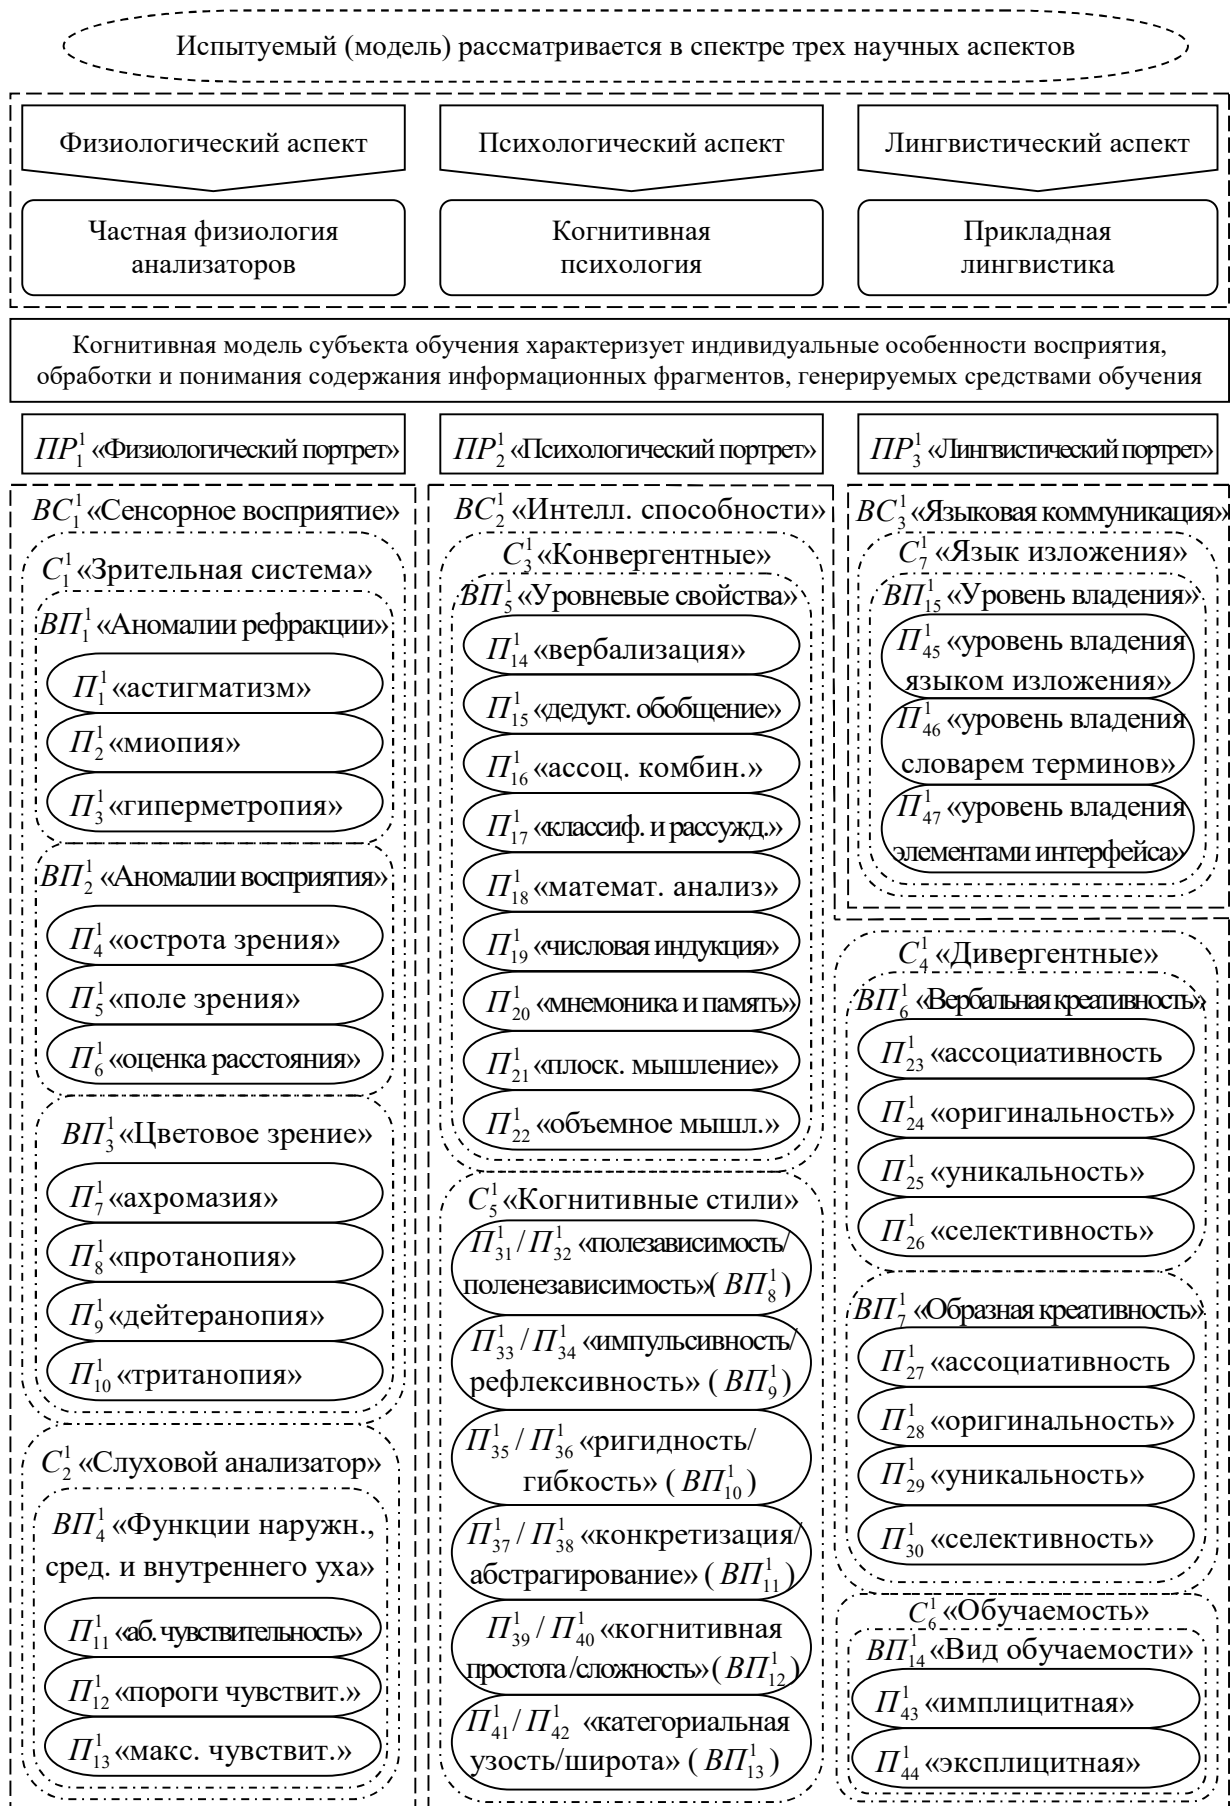 Испытуемый (модель) рассматривается в спектре трех научных аспектов
Физиологический аспект
Частная физиология
анализаторов
Психологический аспект
Когнитивная
психология
Лингвистический аспект
Прикладная
лингвистика
Когнитивная модель субъекта обучения характеризует индивидуальные особенности восприятия,
обработки и понимания содержания информационных фрагментов, генерируемых средствами обучения
ПР₁¹ «Физиологический портрет»
ВС₁¹ «Сенсорное восприятие»
С₁¹ «Зрительная система»
ВП₁¹ «Аномалии рефракции»
П₁¹ «астигматизм»
П₂¹ «миопия»
П₃¹ «гиперметропия»
ВП₂¹ «Аномалии восприятия»
П₄¹ «острота зрения»
П₅¹ «поле зрения»
П₆¹ «оценка расстояния»
ВП₃¹ «Цветовое зрение»
П₇¹ «ахромазия»
П₈¹ «протанопия»
П₉¹ «дейтеранопия»
П₁₀¹ «тританопия»
С₂¹ «Слуховой анализатор»
ВП₄¹ «Функции наружн.,
сред. и внутреннего уха»
П₁₁¹ «аб. чувствительность»
П₁₂¹ «пороги чувствит.»
П₁₃¹ «макс. чувствит.»
ПР₂¹ «Психологический портрет»
ВС₂¹ «Интелл. способности»
С₃¹ «Конвергентные»
ВП₅¹ «Уровневые свойства»
П₁₄¹ «вербализация»
П₁₅¹ «дедукт. обобщение»
П₁₆¹ «ассоц. комбин.»
П₁₇¹ «классиф. и рассужд.»
П₁₈¹ «математ. анализ»
П₁₉¹ «числовая индукция»
П₂₀¹ «мнемоника и память»
П₂₁¹ «плоск. мышление»
П₂₂¹ «объемное мышл.»
С₅¹ «Когнитивные стили»
П₃₁¹ / П₃₂¹ «полезависимость/
поленезависимость» ( ВП₈¹ )
П₃₃¹ / П₃₄¹ «импульсивность/
рефлексивность» ( ВП₉¹ )
П₃₅¹ / П₃₆¹ «ригидность/
гибкость» ( ВП₁₀¹ )
П₃₇¹ / П₃₈¹ «конкретизация/
абстрагирование» ( ВП₁₁¹ )
П₃₉¹ / П₄₀¹ «когнитивная
простота /сложность» ( ВП₁₂¹ )
П₄₁¹ / П₄₂¹ «категориальная
узость/широта» ( ВП₁₃¹ )
ПР₃¹ «Лингвистический портрет»
ВС₃¹ «Языковая коммуникация»
С₇¹ «Язык изложения»
ВП₁₅¹ «Уровень владения»
П₄₅¹ «уровень владения
языком изложения»
П₄₆¹ «уровень владения
словарем терминов»
П₄₇¹ «уровень владения
элементами интерфейса»
С₄¹ «Дивергентные»
ВП₆¹ «Вербальная креативность»
П₂₃¹ «ассоциативность
П₂₄¹ «оригинальность»
П₂₅¹ «уникальность»
П₂₆¹ «селективность»
ВП₇¹ «Образная креативность»
П₂₇¹ «ассоциативность
П₂₈¹ «оригинальность»
П₂₉¹ «уникальность»
П₃₀¹ «селективность»
С₆¹ «Обучаемость»
ВП₁₄¹ «Вид обучаемости»
П₄₃¹ «имплицитная»
П₄₄¹ «эксплицитная»